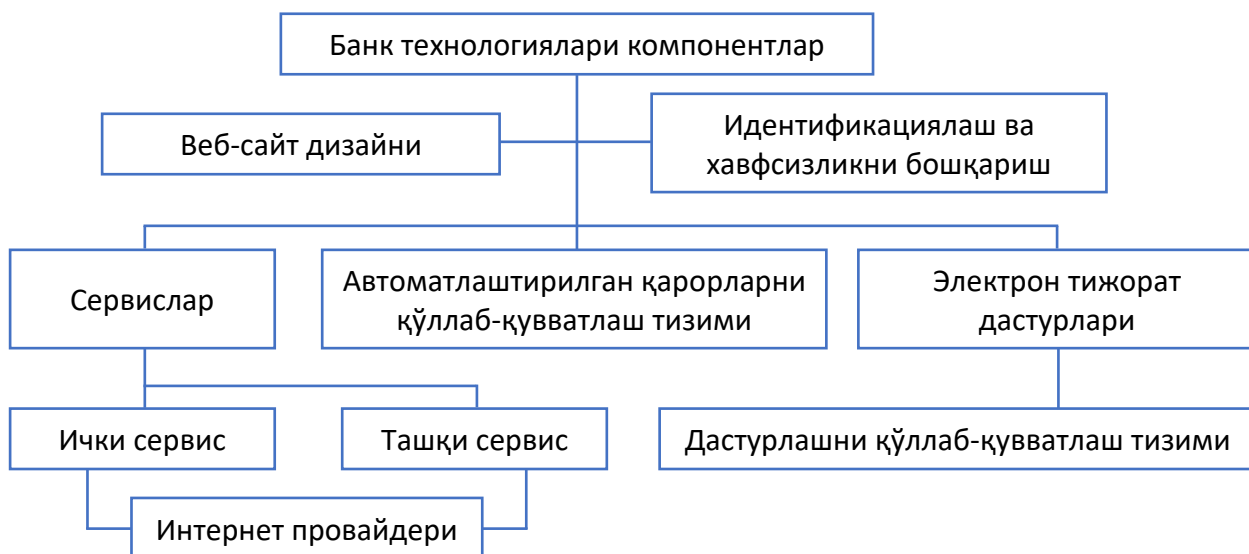 Банк технологиялари компонентлар
Веб-сайт дизайни
Идентификациялаш ва
хавфсизликни бошқариш
Сервислар
Автоматлаштирилган қарорларни
қўллаб-қувватлаш тизими
Электрон тижорат
дастурлари
Ички сервис
Ташқи сервис
Дастурлашни қўллаб-қувватлаш тизими
Интернет провайдери